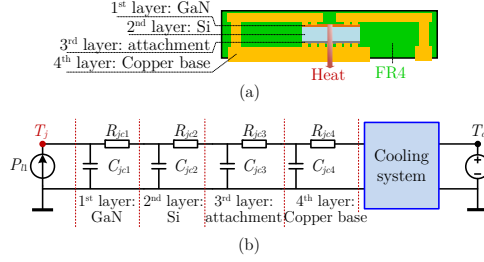 1st layer: GaN
2nd layer: Si
3rd layer: attachment
4th layer: Copper base
Heat
FR4
(a)
Tj
Rjc1
Rjc2
Rjc3
Rjc4
Cjc1
Cjc2
Cjc3
Cjc4
Cooling
system
1st layer:
GaN
2nd layer:
Si
3rd layer:
attachment
4th layer:
Copper base
(b)